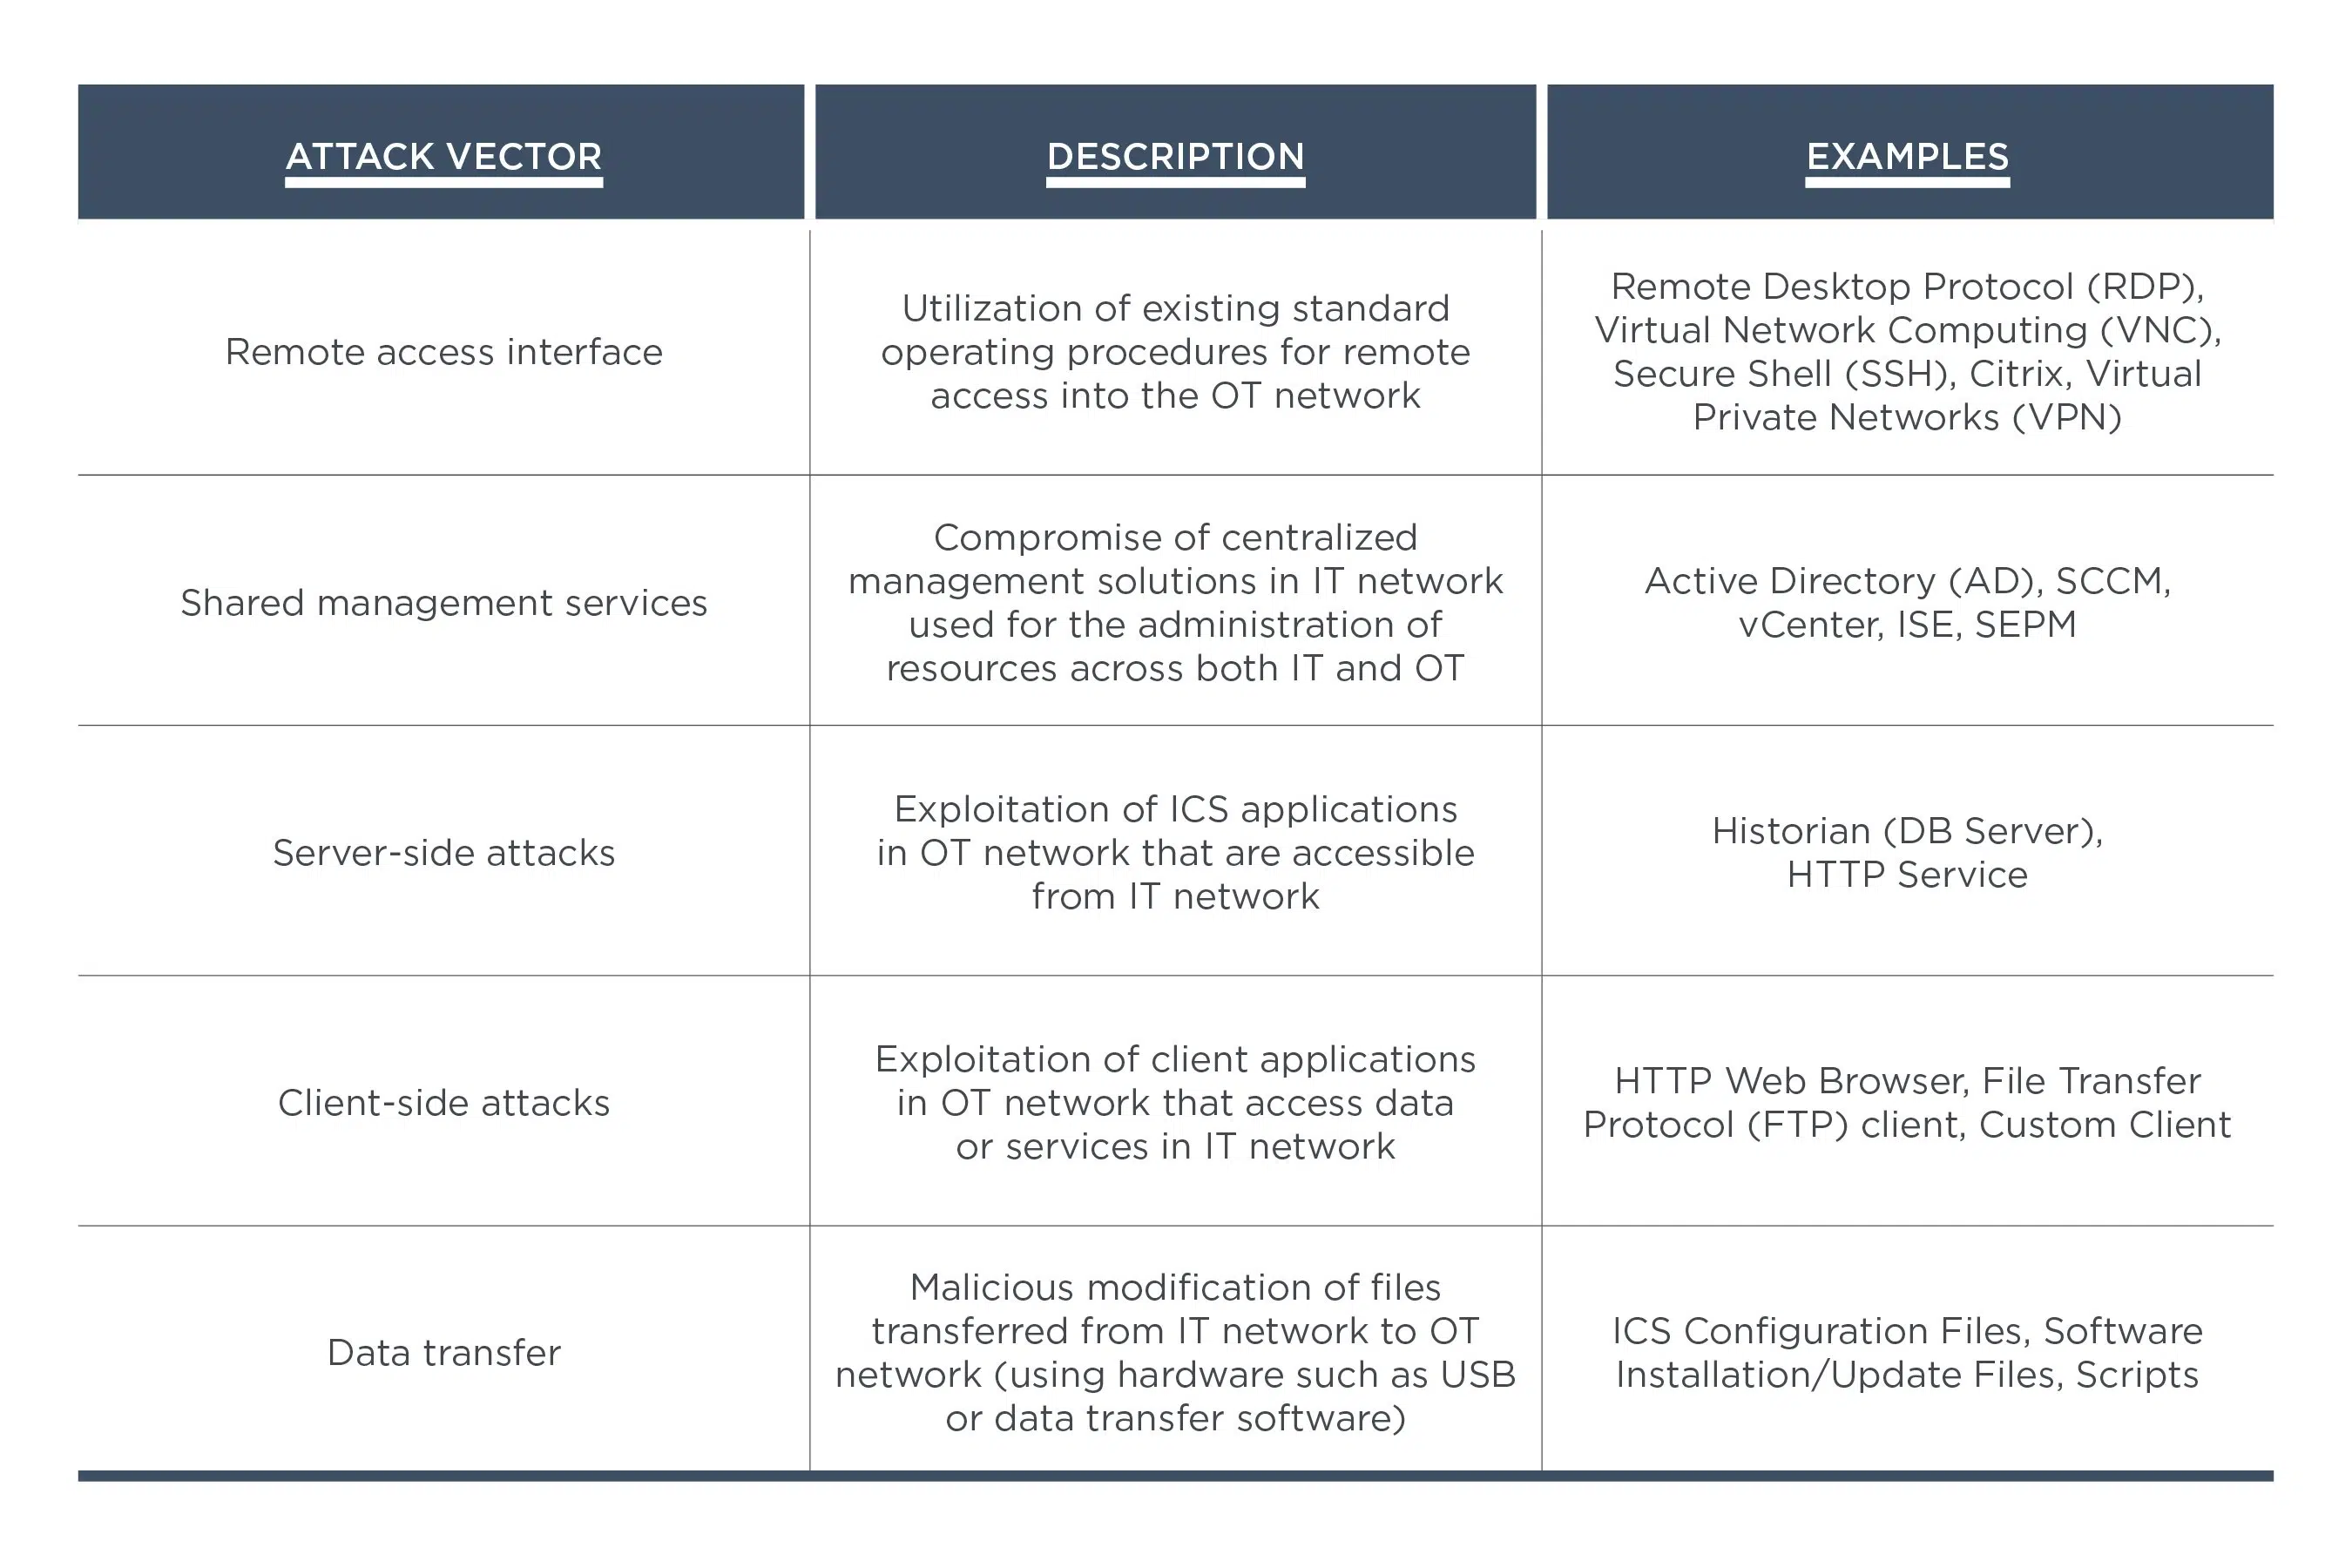 ATTACK VECTOR
DESCRIPTION
EXAMPLES
Remote access interface
Utilization of existing standard
operating procedures for remote
access into the OT network
Remote Desktop Protocol (RDP),
Virtual Network Computing (VNC),
Secure Shell (SSH), Citrix, Virtual
Private Networks (VPN)
Shared management services
Compromise of centralized
management solutions in IT network
used for the administration of
resources across both IT and OT
Active Directory (AD), SCCM,
vCenter, ISE, SEPM
Server-side attacks
Exploitation of ICS applications
in OT network that are accessible
from IT network
Historian (DB Server),
HTTP Service
Client-side attacks
Exploitation of client applications
in OT network that access data
or services in IT network
HTTP Web Browser, File Transfer
Protocol (FTP) client, Custom Client
Data transfer
Malicious modification of files
transferred from IT network to OT
network (using hardware such as USB
or data transfer software)
ICS Configuration Files, Software
Installation/Update Files, Scripts